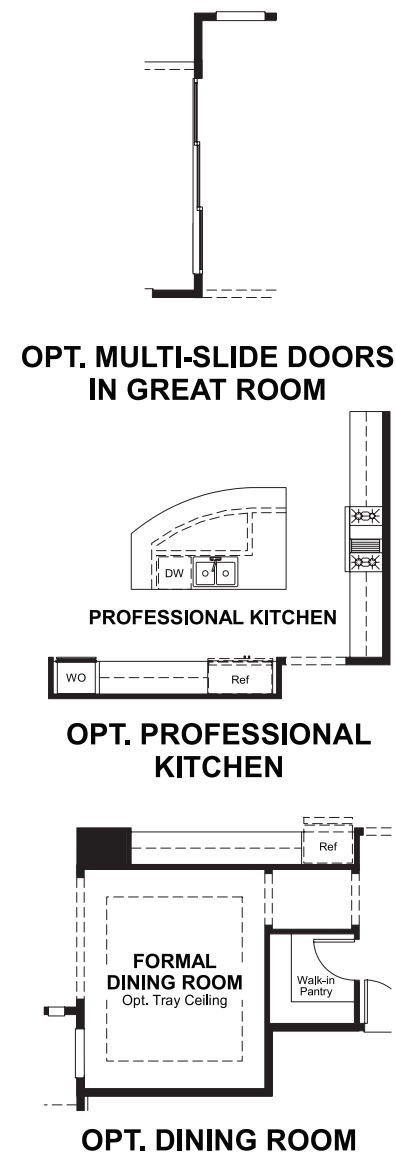 OPT. MULTI-SLIDE DOORS
IN GREAT ROOM
DW
PROFESSIONAL KITCHEN
WO
Ref
OPT. PROFESSIONAL
KITCHEN
Ref
FORMAL
DINING ROOM
Opt. Tray Ceiling
Walk-in
Pantry
OPT. DINING ROOM